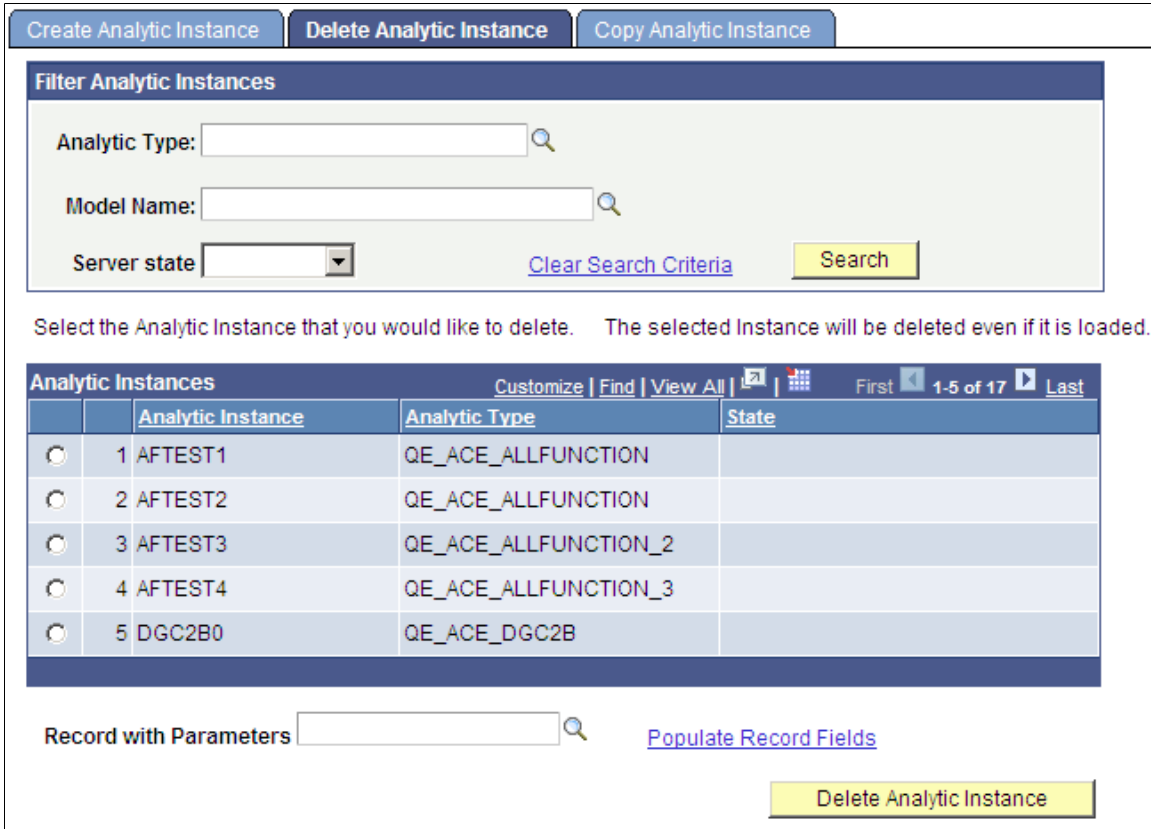 Create Analytic Instance Delete Analytic Instance Copy Analytic Instance
Filter Analytic Instances
Analytic Type:
Model Name:
Server state Clear Search Criteria Search
Select the Analytic Instance that you would like to delete. The selected Instance will be deleted even if it is loaded.
Analytic Instances Customize | Find | View All | | First 1-5 of 17 Last
Analytic Instance Analytic Type State
1 AFTEST1 QE_ACE_ALLFUNCTION
2 AFTEST2 QE_ACE_ALLFUNCTION
3 AFTEST3 QE_ACE_ALLFUNCTION_2
4 AFTEST4 QE_ACE_ALLFUNCTION_3
5 DGC2B0 QE_ACE_DGC2B
Record with Parameters Populate Record Fields
Delete Analytic Instance